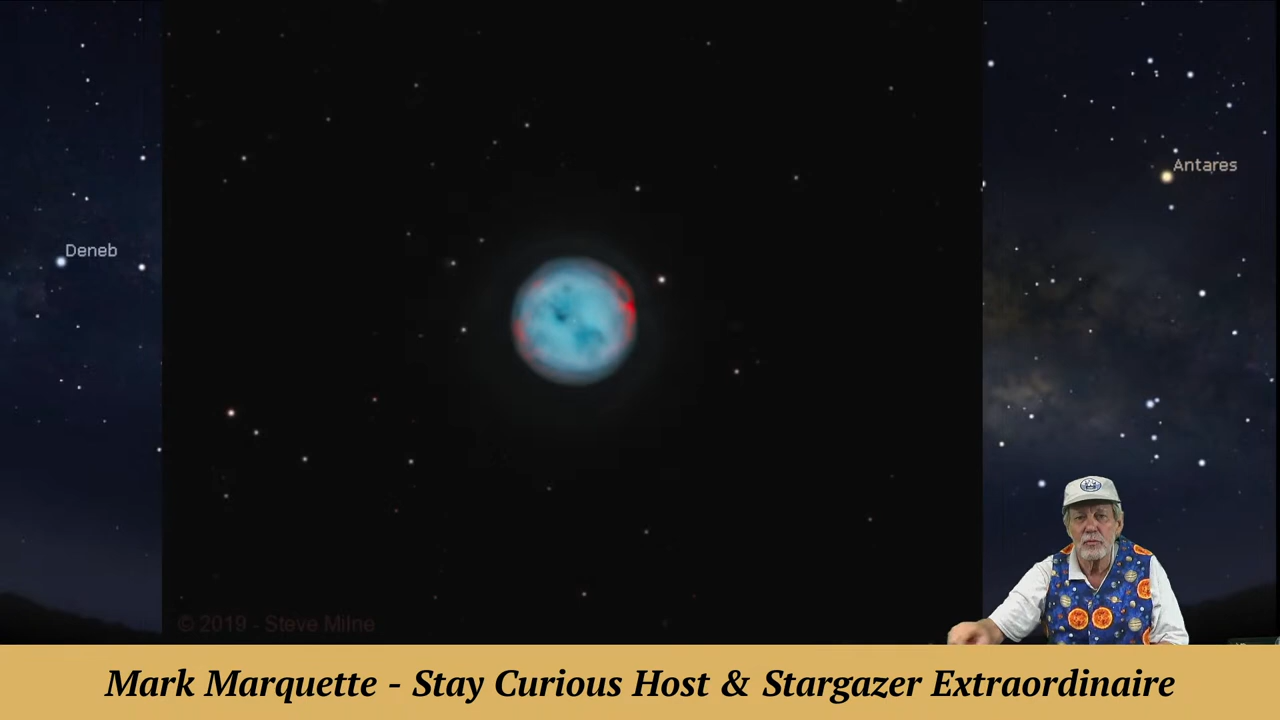 Antares
Deneb
© 2019 - Steve Milne
Mark Marquette - Stay Curious Host & Stargazer Extraordinaire